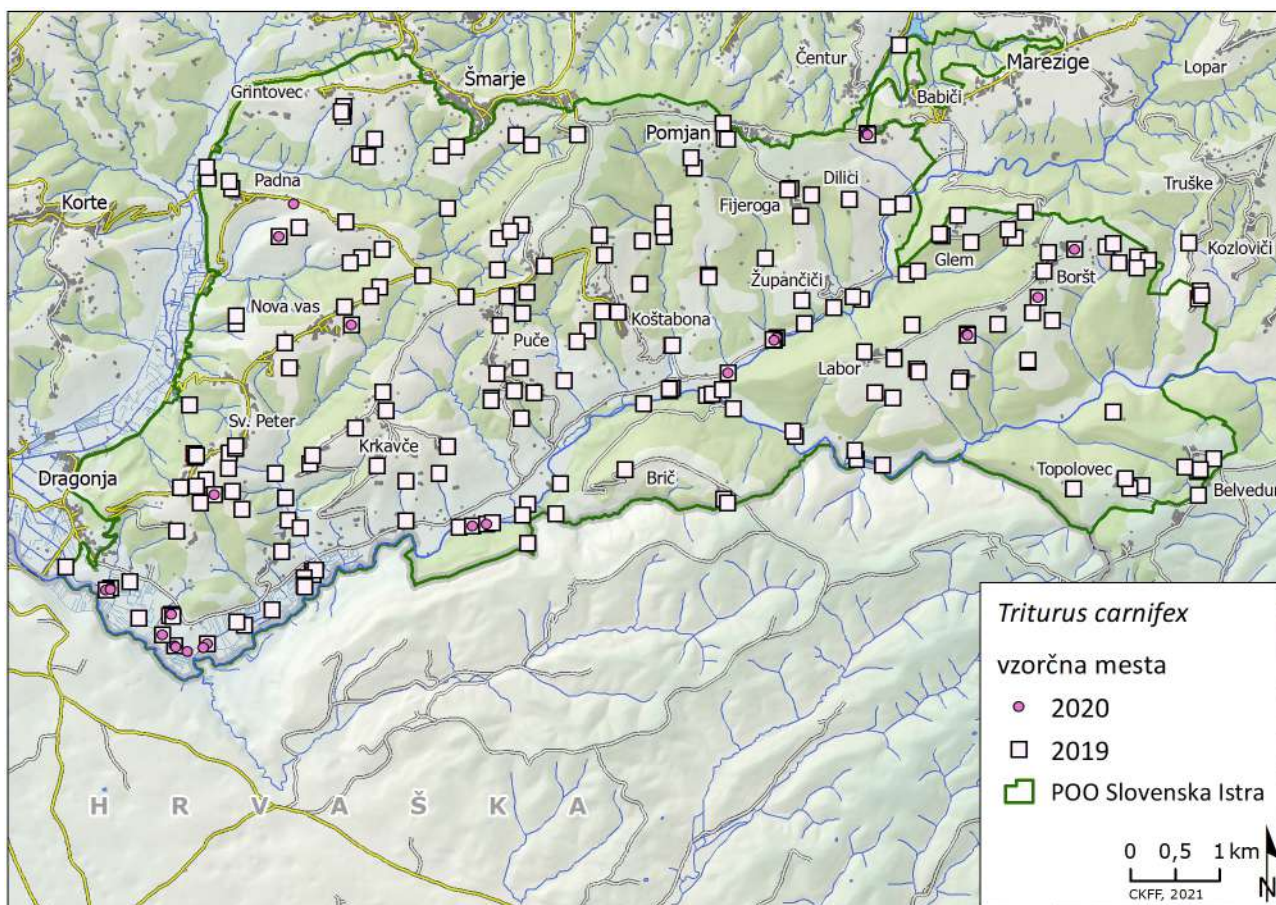 Čentur
Marezige
Lopar
Šmarje
Grintovec
Babiči
Pomjan
Dilici
Truške
Padna
Korte
Fijeroga
Glem
Kozloviči
Boršt
Župančiči
Nova vas
Koštabona
Puče
Labor
Sv. Peter
Krkavče
Dragonja
Brič
Topolovec
Belvedur
HRVAŠKA
Triturus carnifex
vzorčna mesta
2020
2019
POO Slovenska Istra
0 0,5 1 km
CKFF, 2021
N